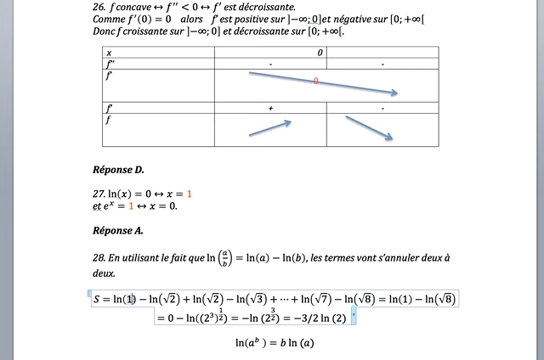 26. f concave ↔ f'' < 0 ↔ f' est décroissante.
Comme f'(0) = 0 alors f' est positive sur ]−∞; 0] et négative sur [0; +∞[
Donc f croissante sur ]−∞; 0] et décroissante sur [0; +∞[.
x 0
f'' - -
f' 0
f' + -
f
Réponse D.
27. ln(x) = 0 ↔ x = 1
et eˣ = 1 ↔ x = 0.
Réponse A.
28. En utilisant le fait que ln(a/b) = ln(a) − ln(b), les termes vont s'annuler deux à
deux.
S = ln(1) − ln(√2) + ln(√2) − ln(√3) + ⋯ + ln(√7) − ln(√8) = ln(1) − ln(√8)
= 0 − ln((2³)^(1/2)) = −ln(2^(3/2)) = −3/2 ln(2)
ln(aᵇ) = b ln(a)